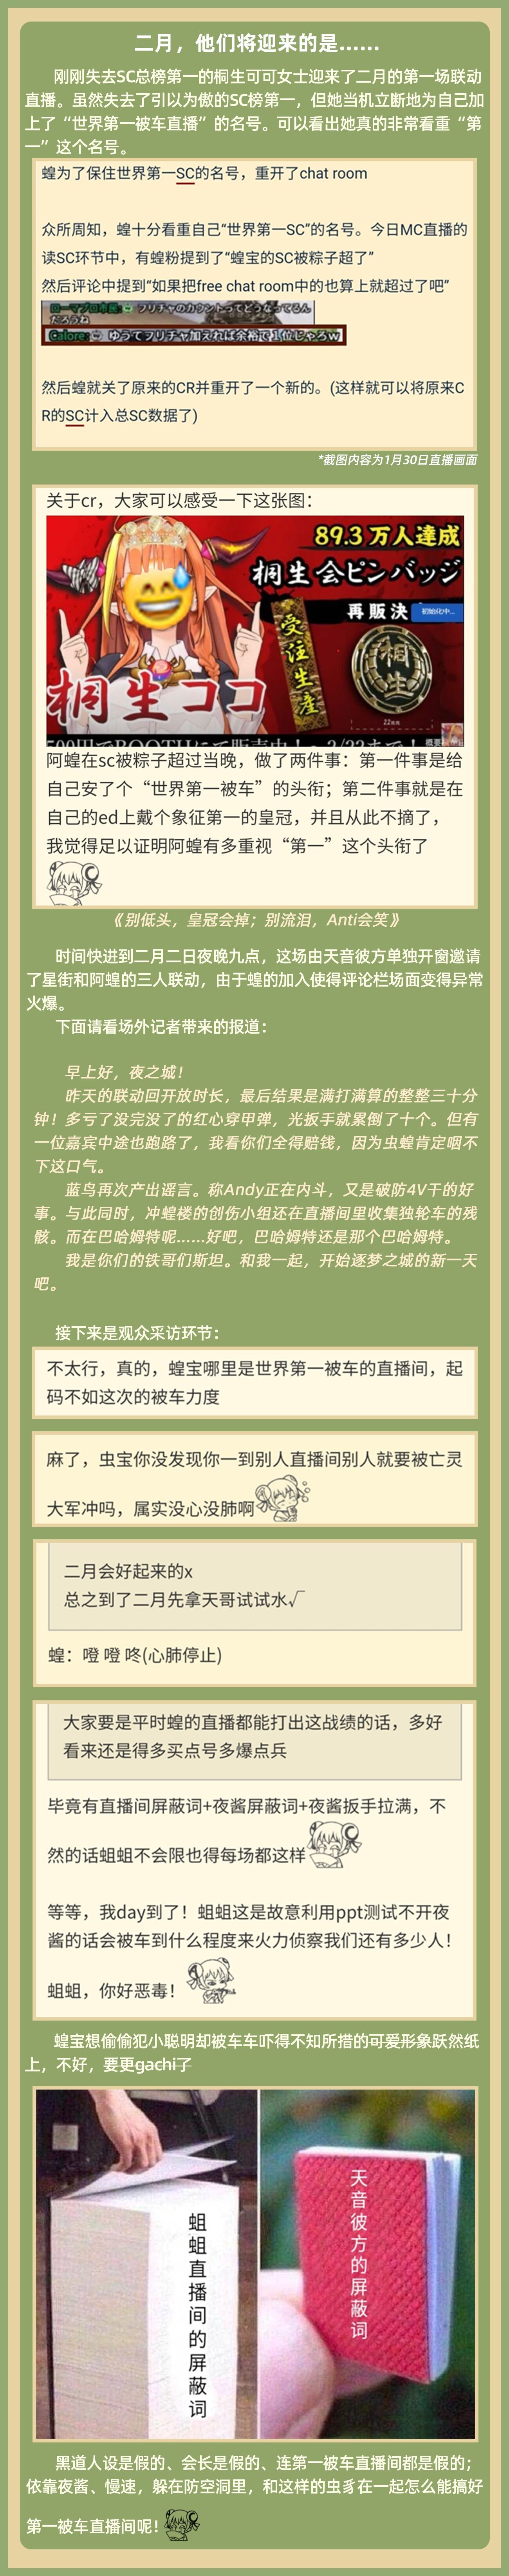 二月，他们将迎来的是……
刚刚失去SC总榜第一的桐生可可女士迎来了二月的第一场联动
直播。虽然失去了引以为傲的SC榜第一，但她当机立断地为自己加
上了“世界第一被车直播”的名号。可以看出她真的非常看重“第
一”这个名号。
蝗为了保住世界第一SC的名号，重开了chat room
众所周知，蝗十分看重自己“世界第一SC”的名号。今日MC直播的
读SC环节中，有蝗粉提到了“蝗宝的SC被粽子超了”
然后评论中提到“如果把free chat room中的也算上就超过了吧”
フリチャのカウントってどうなってるん
だろうね
Calore: ゆうてフリチャ加えれば余裕で1位じゃろw
然后蝗就关了原来的CR并重开了一个新的。(这样就可以将原来C
R的SC计入总SC数据了)
*截图内容为1月30日直播画面
关于cr，大家可以感受一下这张图：
89.3万人達成
桐生会ピンバッジ
再販決
初始化中...
受注生産
桐生
22mm
桐生ココ
阿蝗在sc被粽子超过当晚，做了两件事：第一件事是给
自己安了个“世界第一被车”的头衔；第二件事就是在
自己的ed上戴个象征第一的皇冠，并且从此不摘了，
我觉得足以证明阿蝗有多重视“第一”这个头衔了
《别低头，皇冠会掉；别流泪，Anti会笑》
时间快进到二月二日夜晚九点，这场由天音彼方单独开窗邀请
了星街和阿蝗的三人联动，由于蝗的加入使得评论栏场面变得异常
火爆。
下面请看场外记者带来的报道：
早上好，夜之城！
昨天的联动回开放时长，最后结果是满打满算的整整三十分
钟！多亏了没完没了的红心穿甲弹，光扳手就累倒了十个。但有
一位嘉宾中途也跑路了，我看你们全得赔钱，因为虫蝗肯定咽不
下这口气。
蓝鸟再次产出谣言。称Andy正在内斗，又是破防4V干的好
事。与此同时，冲蝗楼的创伤小组还在直播间里收集独轮车的残
骸。而在巴哈姆特呢……好吧，巴哈姆特还是那个巴哈姆特。
我是你们的铁哥们斯坦。和我一起，开始逐梦之城的新一天
吧。
接下来是观众采访环节：
不太行，真的，蝗宝哪里是世界第一被车的直播间，起
码不如这次的被车力度
麻了，虫宝你没发现你一到别人直播间别人就要被亡灵
大军冲吗，属实没心没肺啊
二月会好起来的x
总之到了二月先拿天哥试试水√
蝗：噔 噔 咚(心肺停止)
大家要是平时蝗的直播都能打出这战绩的话，多好
看来还是得多买点号多爆点兵
毕竟有直播间屏蔽词+夜酱屏蔽词+夜酱扳手拉满，不
然的话蛆蛆不会限也得每场都这样
等等，我day到了！蛆蛆这是故意利用ppt测试不开夜
酱的话会被车到什么程度来火力侦察我们还有多少人！
蛆蛆，你好恶毒！
蝗宝想偷偷犯小聪明却被车车吓得不知所措的可爱形象跃然纸
上，不好，要更gachi了
蛆蛆直播间的屏蔽词
天音彼方的屏蔽词
黑道人设是假的、会长是假的、连第一被车直播间都是假的；
依靠夜酱、慢速，躲在防空洞里，和这样的虫豸在一起怎么能搞好
第一被车直播间呢！